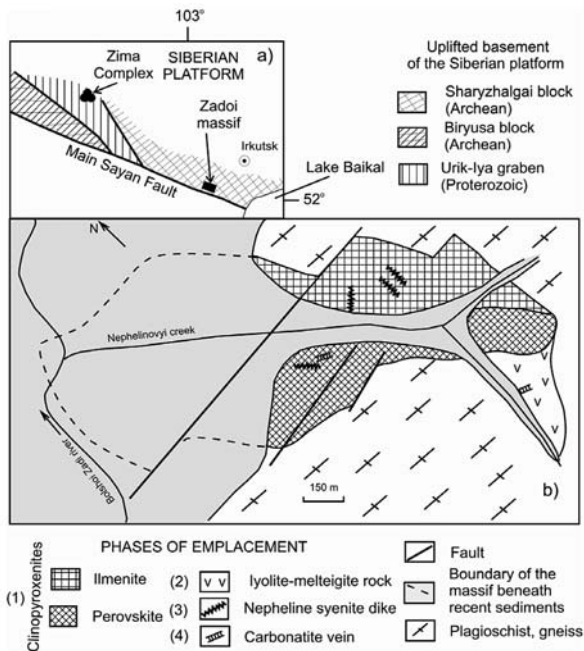 103°
a)
SIBERIAN
PLATFORM
Zima
Complex
Zadoi
massif
Irkutsk
Lake Baikal
Main Sayan Fault
52°
Uplifted basement
of the Siberian platform
Sharyzhalgai block
(Archean)
Biryusa block
(Archean)
Urik-Iya graben
(Proterozoic)
N
Nephelinovyi creek
Bolshoi Zadi river
150 m
b)
PHASES OF EMPLACEMENT
(1)
Clinopyroxenites
Ilmenite
Perovskite
(2) Iyolite-melteigite rock
(3) Nepheline syenite dike
(4) Carbonatite vein
Fault
Boundary of the
massif beneath
recent sediments
Plagioschist, gneiss